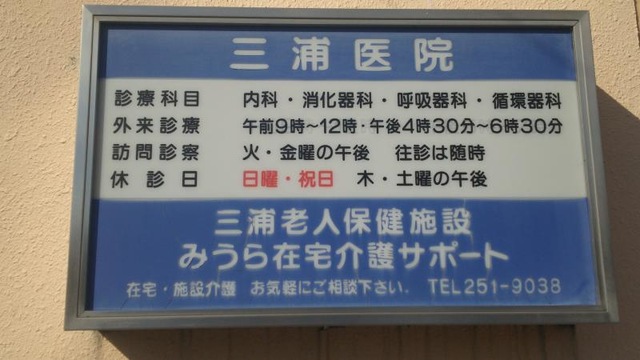 三浦医院
診療科目 内科・消化器科・呼吸器科・循環器科
外来診療 午前9時〜12時・午後4時30分〜6時30分
訪問診察 火・金曜の午後 往診は随時
休診日 日曜・祝日 木・土曜の午後
三浦老人保健施設
みうら在宅介護サポート
在宅・施設介護 お気軽にご相談下さい. TEL251-9038